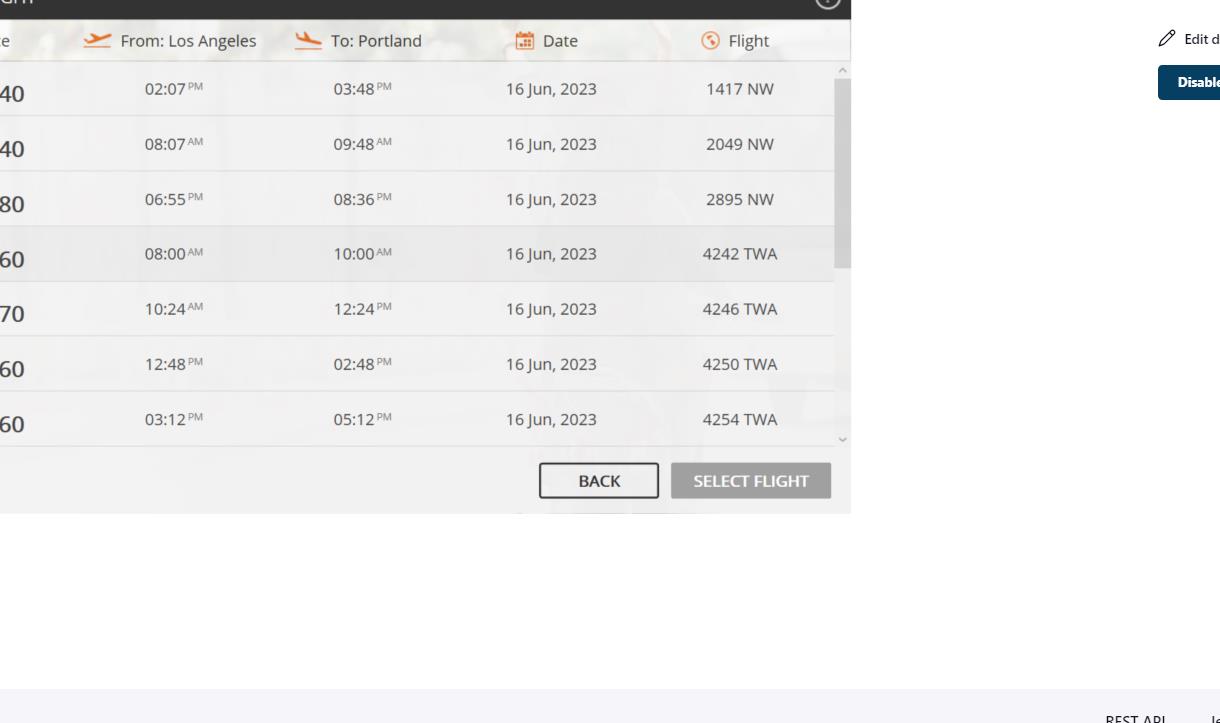 From: Los Angeles To: Portland Date Flight
40 02:07 PM 03:48 PM 16 Jun, 2023 1417 NW
40 08:07 AM 09:48 AM 16 Jun, 2023 2049 NW
80 06:55 PM 08:36 PM 16 Jun, 2023 2895 NW
60 08:00 AM 10:00 AM 16 Jun, 2023 4242 TWA
70 10:24 AM 12:24 PM 16 Jun, 2023 4246 TWA
60 12:48 PM 02:48 PM 16 Jun, 2023 4250 TWA
60 03:12 PM 05:12 PM 16 Jun, 2023 4254 TWA
BACK SELECT FLIGHT
Edit d
Disable
REST API